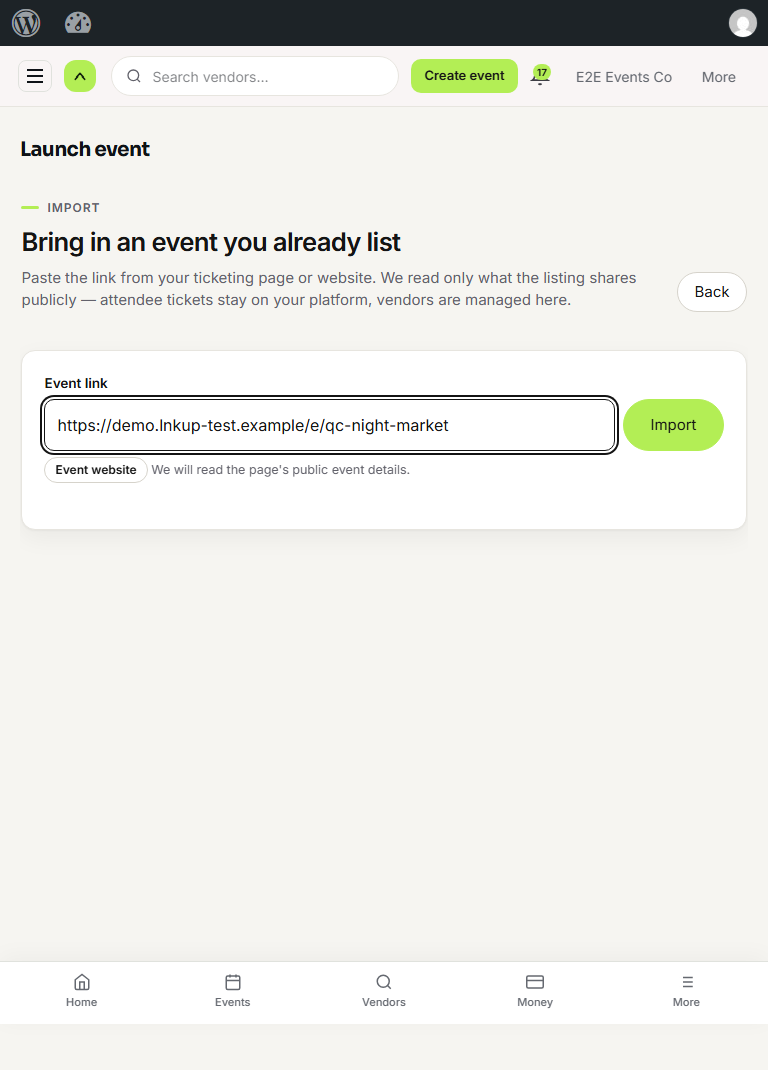 Search vendors...
Create event
17
E2E Events Co
More
Launch event
IMPORT
Bring in an event you already list
Paste the link from your ticketing page or website. We read only what the listing shares
publicly — attendee tickets stay on your platform, vendors are managed here.
Back
Event link
https://demo.lnkup-test.example/e/qc-night-market
Import
Event website We will read the page's public event details.
Home
Events
Vendors
Money
More